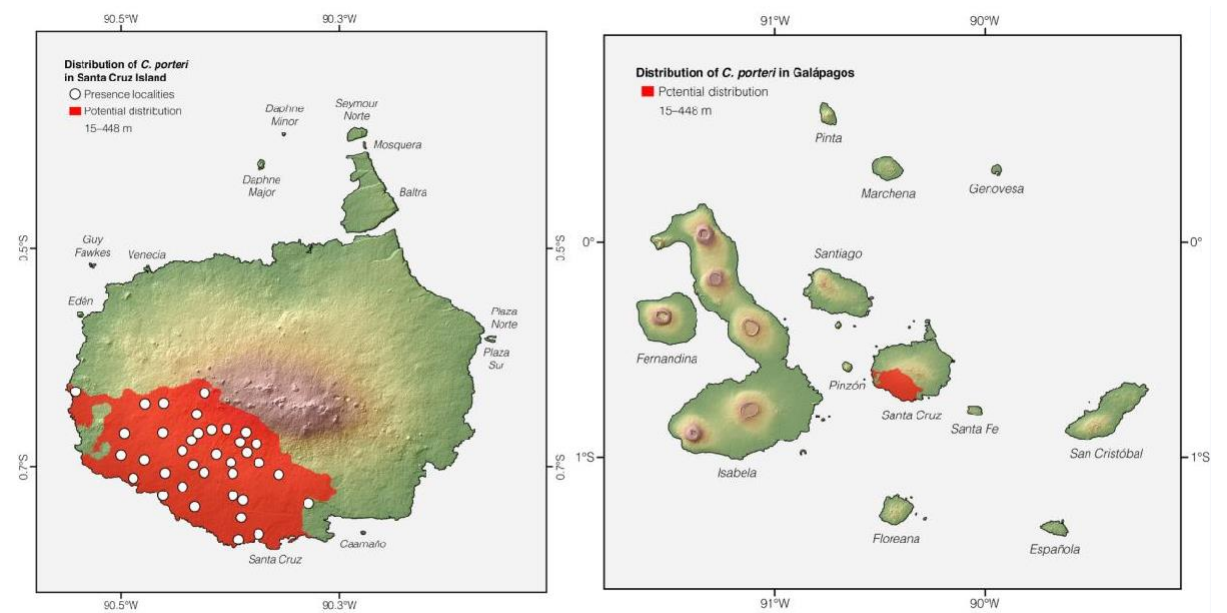 90.5°W 90.3°W
Distribution of C. porteri
in Santa Cruz Island
Presence localities
Potential distribution
15–448 m
Daphne
Minor
Seymour
Norte
Mosquera
Daphne
Major
Baltra
0.5°S
0.5°S
Guy
Fawkes
Venecia
Edén
Plaza
Norte
Plaza
Sur
0.7°S
0.7°S
Caamaño
Santa Cruz
90.5°W 90.3°W
91°W 90°W
Distribution of C. porteri in Galápagos
Potential distribution
15–448 m
Pinta
Marchena
Genovesa
0°
0°
Santiago
Fernandina
Pinzón
Santa Cruz
Santa Fe
San Cristóbal
1°S
1°S
Isabela
Floreana
Española
91°W 90°W